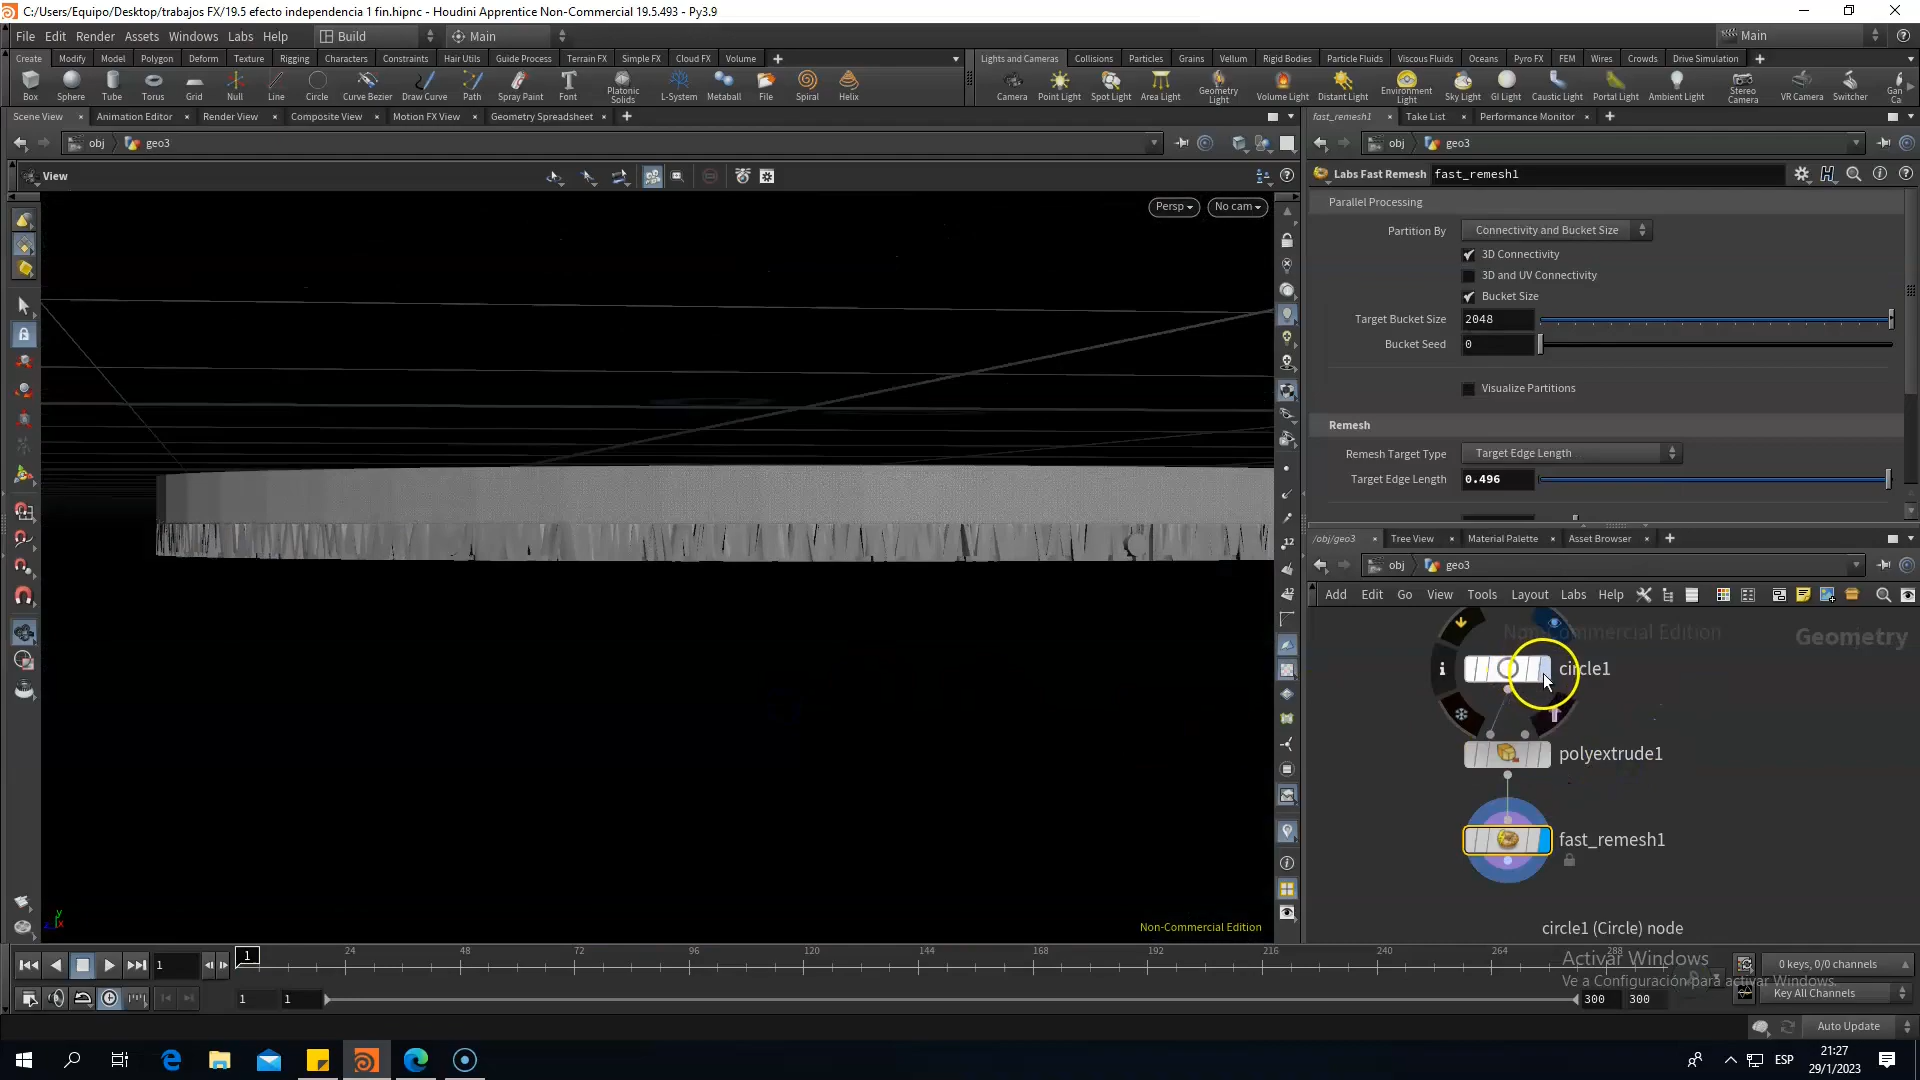 C:/Users/Equipo/Desktop/trabajos FX/19.5 efecto independencia 1 fin.hipnc - Houdini Apprentice Non-Commercial 19.5.493 - Py3.9
File Edit Render Assets Windows Labs Help Build Main Main
Create Modify Model Polygon Deform Texture Rigging Characters Constraints Hair Utils Guide Process Terrain FX Simple FX Cloud FX Volume
Lights and Cameras Collisions Particles Grains Vellum Rigid Bodies Particle Fluids Viscous Fluids Oceans Pyro FX FEM Wires Crowds Drive Simulation
Box Sphere Tube Torus Grid Null Line Circle Curve Bezier Draw Curve Path Spray Paint Font Platonic Solids L-System Metaball File Spiral Helix
Camera Point Light Spot Light Area Light Geometry Light Volume Light Distant Light Environment Light Sky Light GI Light Caustic Light Portal Light Ambient Light Stereo Camera VR Camera Switcher Gan Ca
Scene View Animation Editor Render View Composite View Motion FX View Geometry Spreadsheet
fast_remesh1 Take List Performance Monitor
obj geo3
obj geo3
View
Labs Fast Remesh fast_remesh1
Persp No cam
Parallel Processing
Partition By Connectivity and Bucket Size
3D Connectivity
3D and UV Connectivity
Bucket Size
Target Bucket Size 2048
Bucket Seed 0
Visualize Partitions
Remesh
Remesh Target Type Target Edge Length
Target Edge Length 0.496
/obj/geo3 Tree View Material Palette Asset Browser
obj geo3
Add Edit Go View Tools Layout Labs Help
Non-Commercial Edition
Geometry
circle1
polyextrude1
fast_remesh1
circle1 (Circle) node
Non-Commercial Edition
1 1 24 48 72 96 120 144 168 192 216 240 264 288
Activar Windows
Ve a Configuración para activar Windows.
0 keys, 0/0 channels
1 1 300 300
Key All Channels
Auto Update
ESP
21:27
29/1/2023